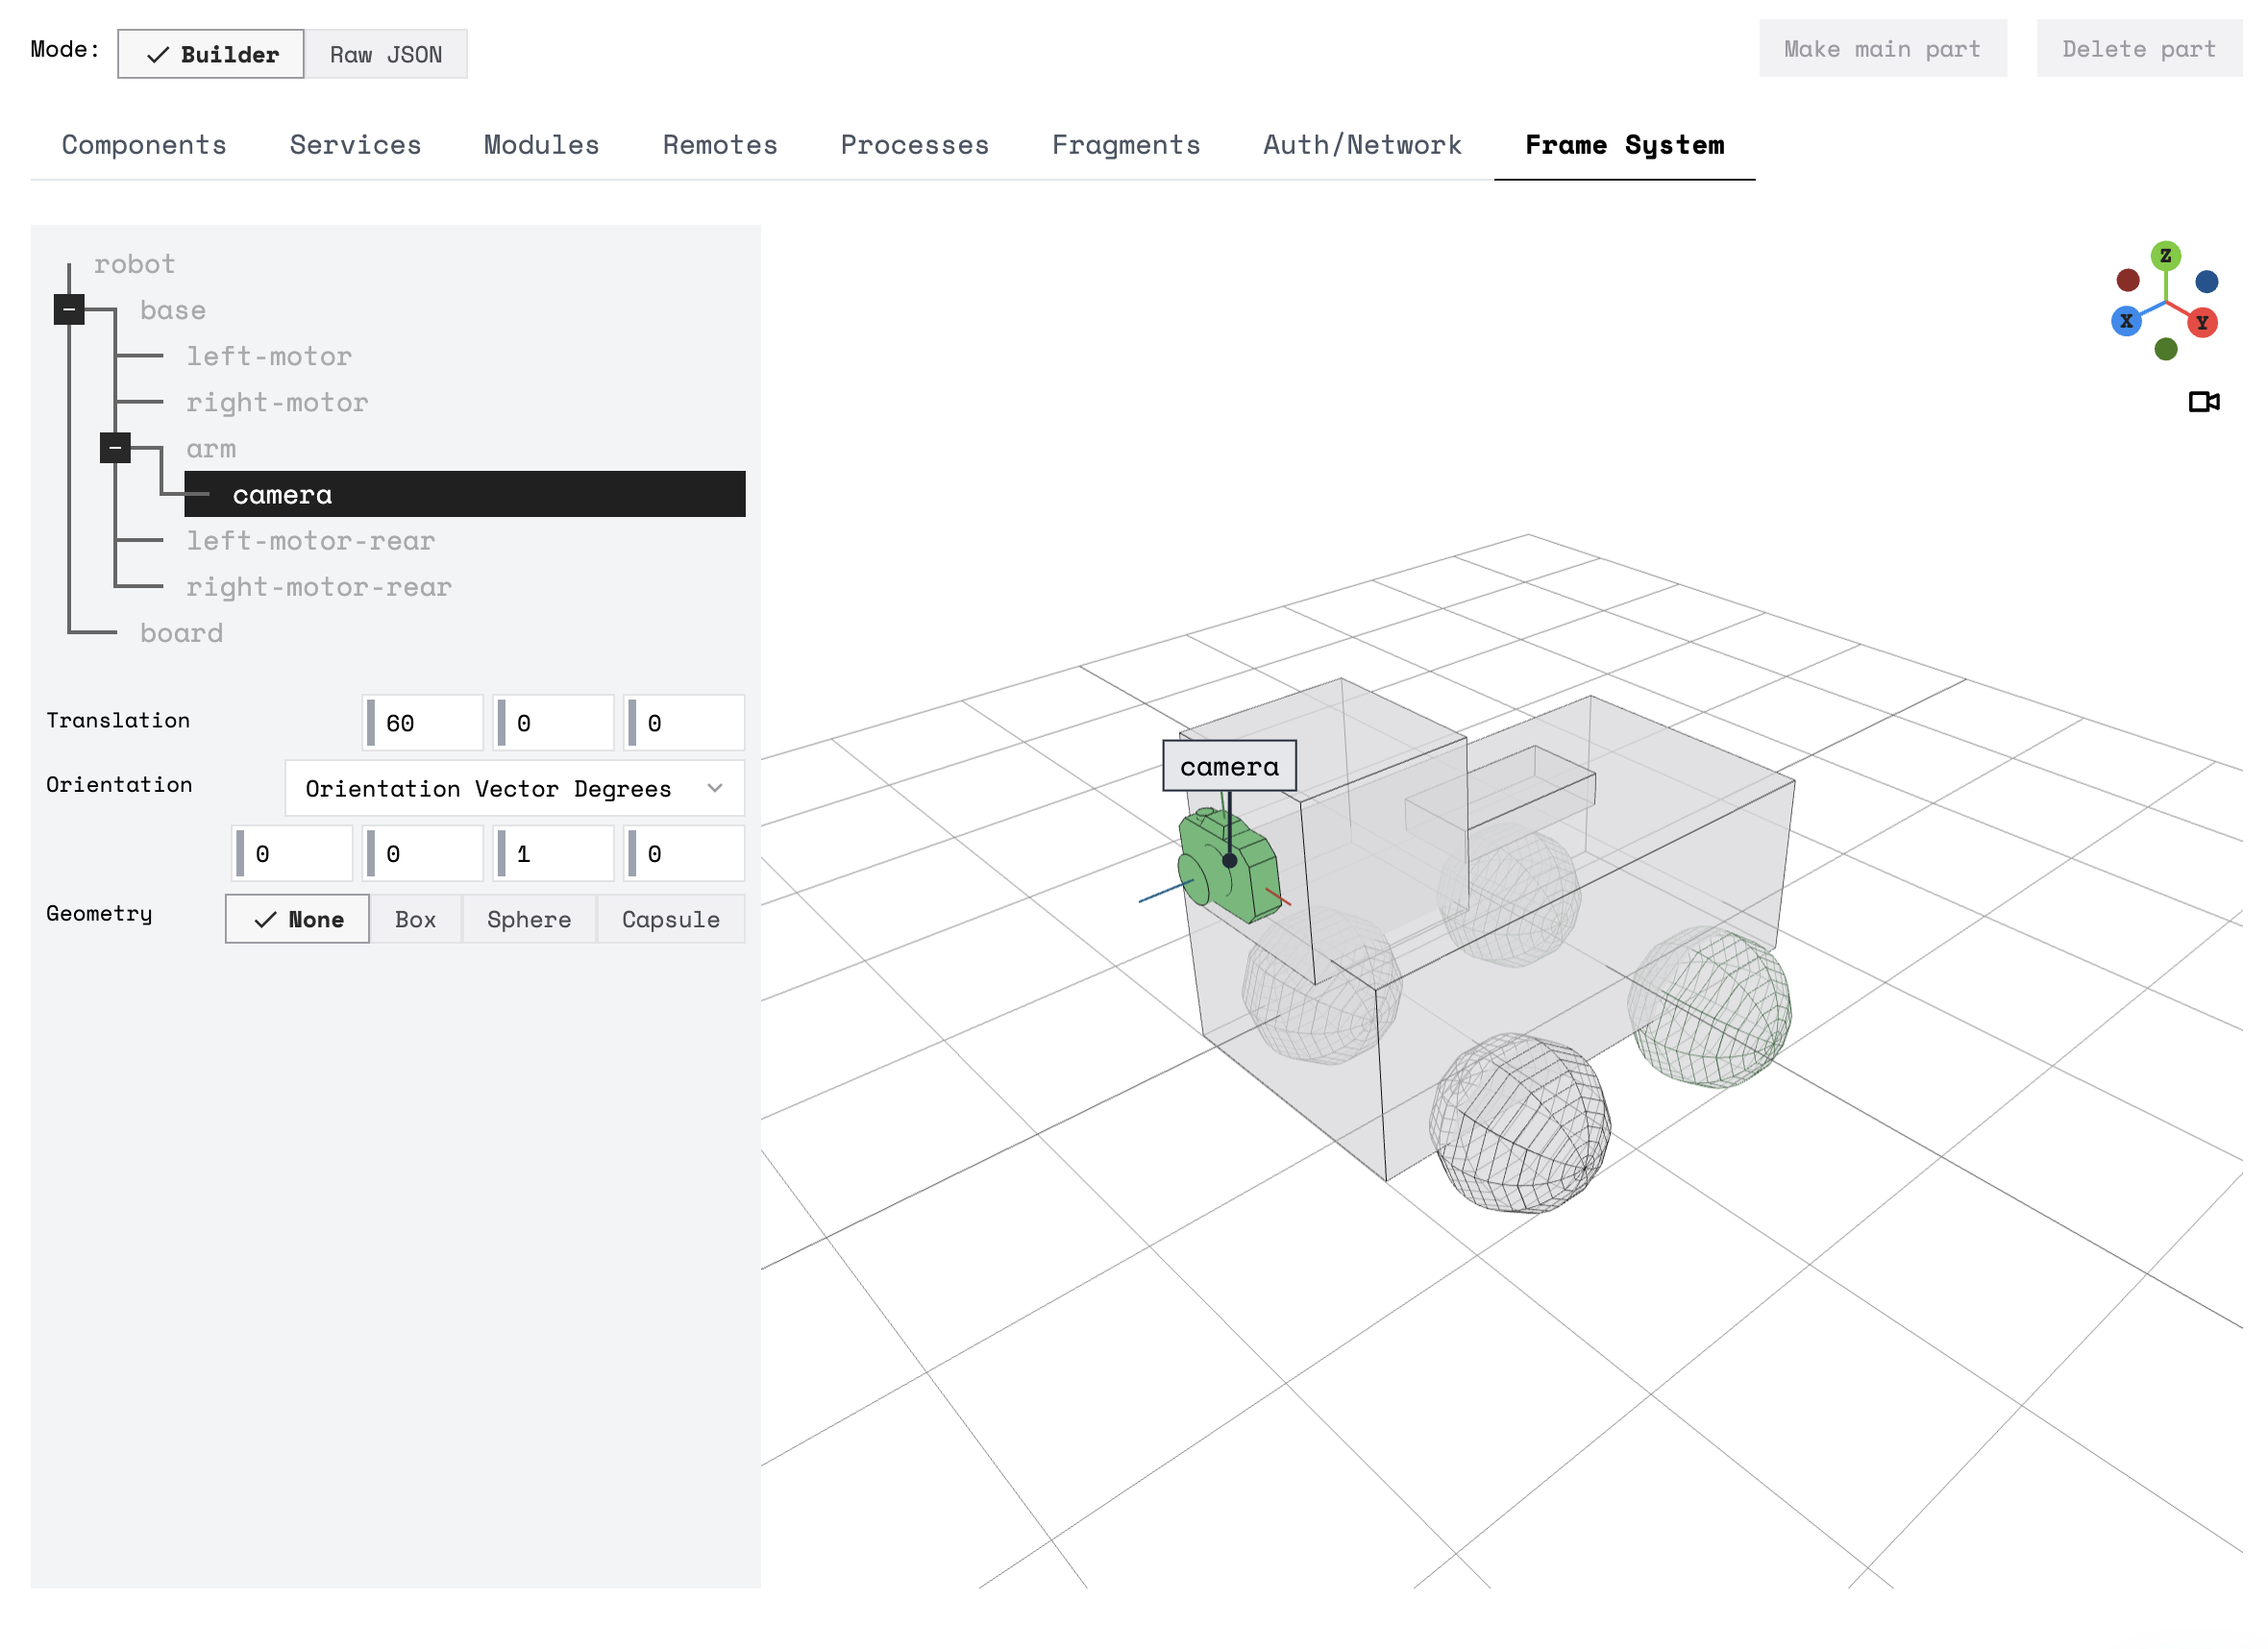 Mode: Builder Raw JSON Make main part Delete part
Components Services Modules Remotes Processes Fragments Auth/Network Frame System
robot
base
left-motor
right-motor
arm
camera
left-motor-rear
right-motor-rear
board
Translation 60 0 0
Orientation Orientation Vector Degrees
0 0 1 0
Geometry None Box Sphere Capsule
Z
X Y
camera